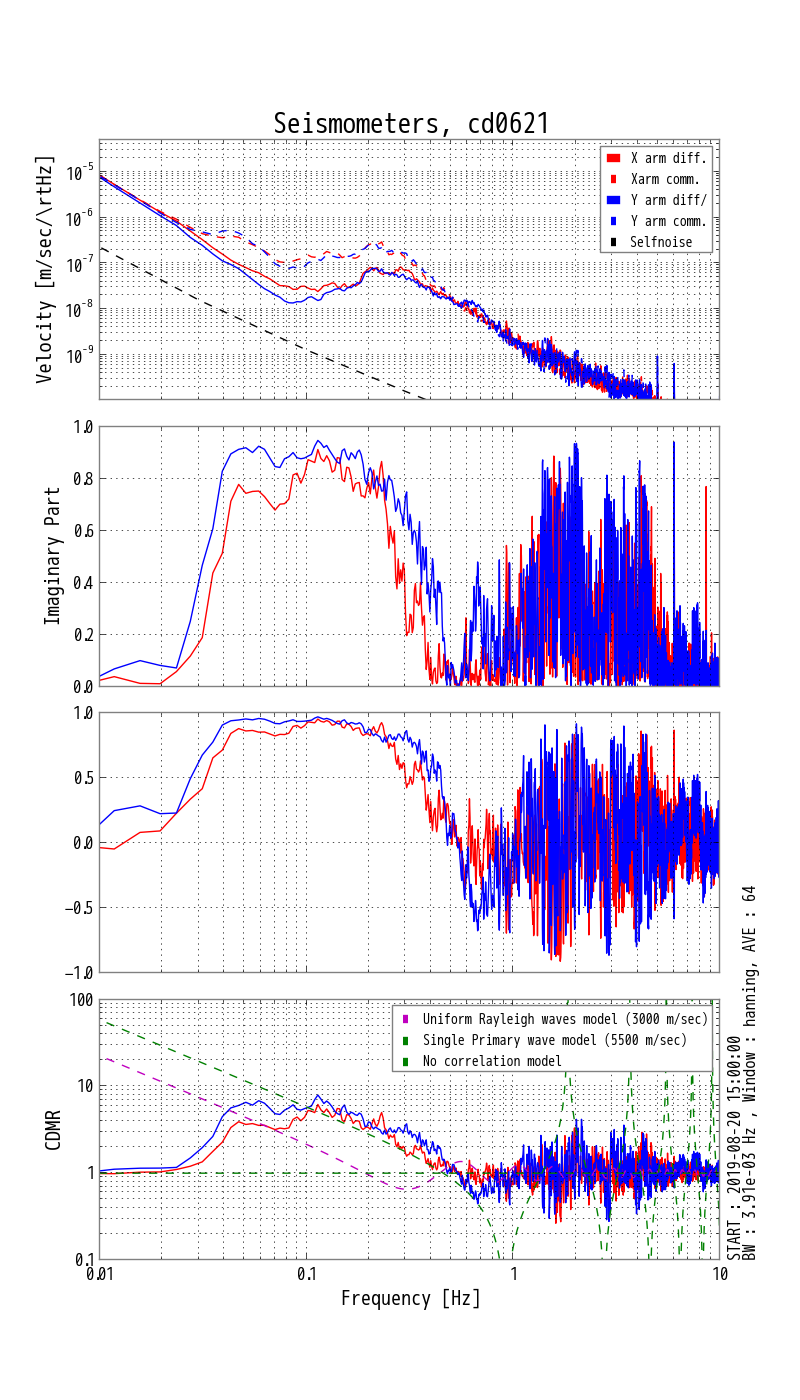 Seismometers, cd0621
Velocity [m/sec/\rtHz]
10^-5
10^-6
10^-7
10^-8
10^-9
X arm diff.
Xarm comm.
Y arm diff/
Y arm comm.
Selfnoise
Imaginary Part
1.0
0.8
0.6
0.4
0.2
0.0
1.0
0.5
0.0
−0.5
−1.0
CDMR
100
10
1
0.1
Uniform Rayleigh waves model (3000 m/sec)
Single Primary wave model (5500 m/sec)
No correlation model
0.01
0.1
1
10
Frequency [Hz]
START : 2019-08-20 15:00:00
BW : 3.91e-03 Hz , Window : hanning, AVE : 64